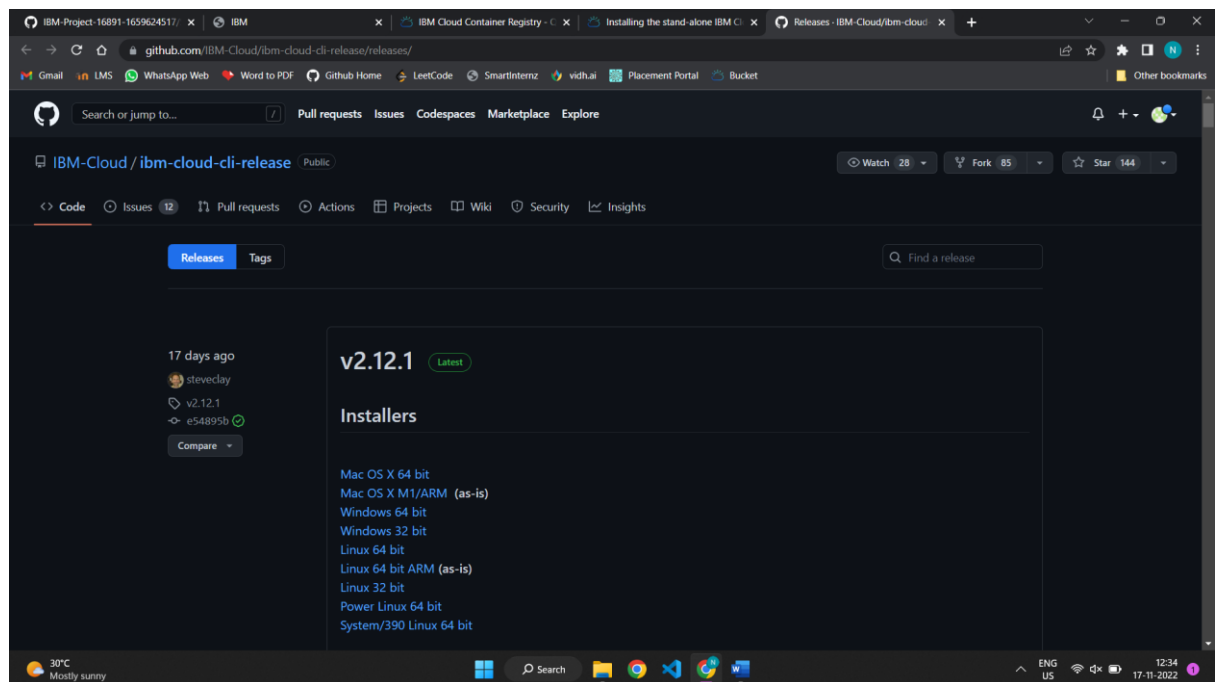 IBM-Project-16891-1659624517/
IBM
IBM Cloud Container Registry - C
Installing the stand-alone IBM Cl
Releases · IBM-Cloud/ibm-cloud-
github.com/IBM-Cloud/ibm-cloud-cli-release/releases/
N
Gmail
LMS
WhatsApp Web
Word to PDF
Github Home
LeetCode
SmartInternz
vidh.ai
Placement Portal
Bucket
Other bookmarks
Search or jump to...
/
Pull requests
Issues
Codespaces
Marketplace
Explore
IBM-Cloud / ibm-cloud-cli-release
Public
Watch 28
Fork 85
Star 144
Code
Issues 12
Pull requests
Actions
Projects
Wiki
Security
Insights
Releases
Tags
Find a release
17 days ago
steveclay
v2.12.1
e54895b
Compare
v2.12.1
Latest
Installers
Mac OS X 64 bit
Mac OS X M1/ARM (as-is)
Windows 64 bit
Windows 32 bit
Linux 64 bit
Linux 64 bit ARM (as-is)
Linux 32 bit
Power Linux 64 bit
System/390 Linux 64 bit
30°C
Mostly sunny
Search
ENG
US
12:34
17-11-2022
1